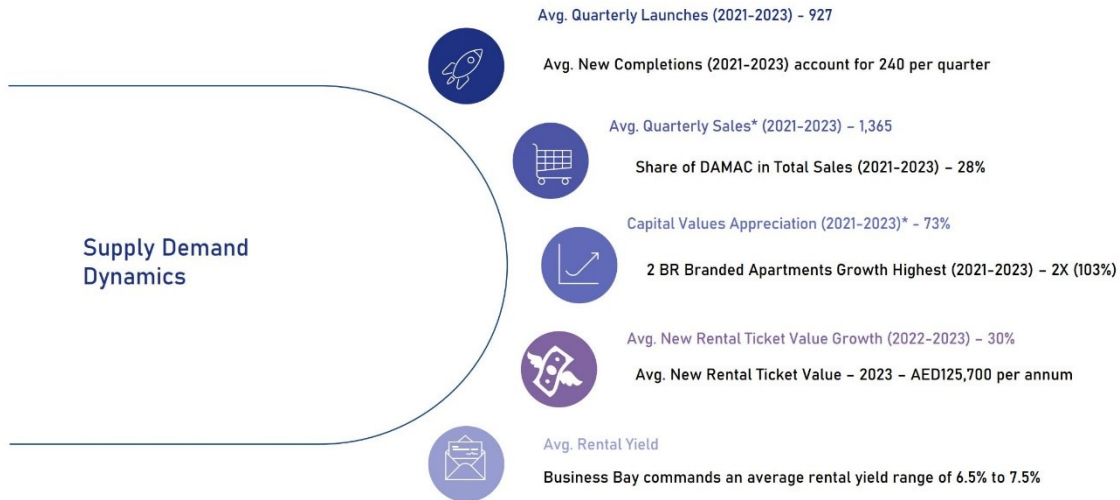 Avg. Quarterly Launches (2021-2023) - 927
Avg. New Completions (2021-2023) account for 240 per quarter
Avg. Quarterly Sales* (2021-2023) – 1,365
Share of DAMAC in Total Sales (2021-2023) – 28%
Supply Demand
Dynamics
Capital Values Appreciation (2021-2023)* - 73%
2 BR Branded Apartments Growth Highest (2021-2023) – 2X (103%)
Avg. New Rental Ticket Value Growth (2022-2023) – 30%
Avg. New Rental Ticket Value – 2023 – AED125,700 per annum
Avg. Rental Yield
Business Bay commands an average rental yield range of 6.5% to 7.5%